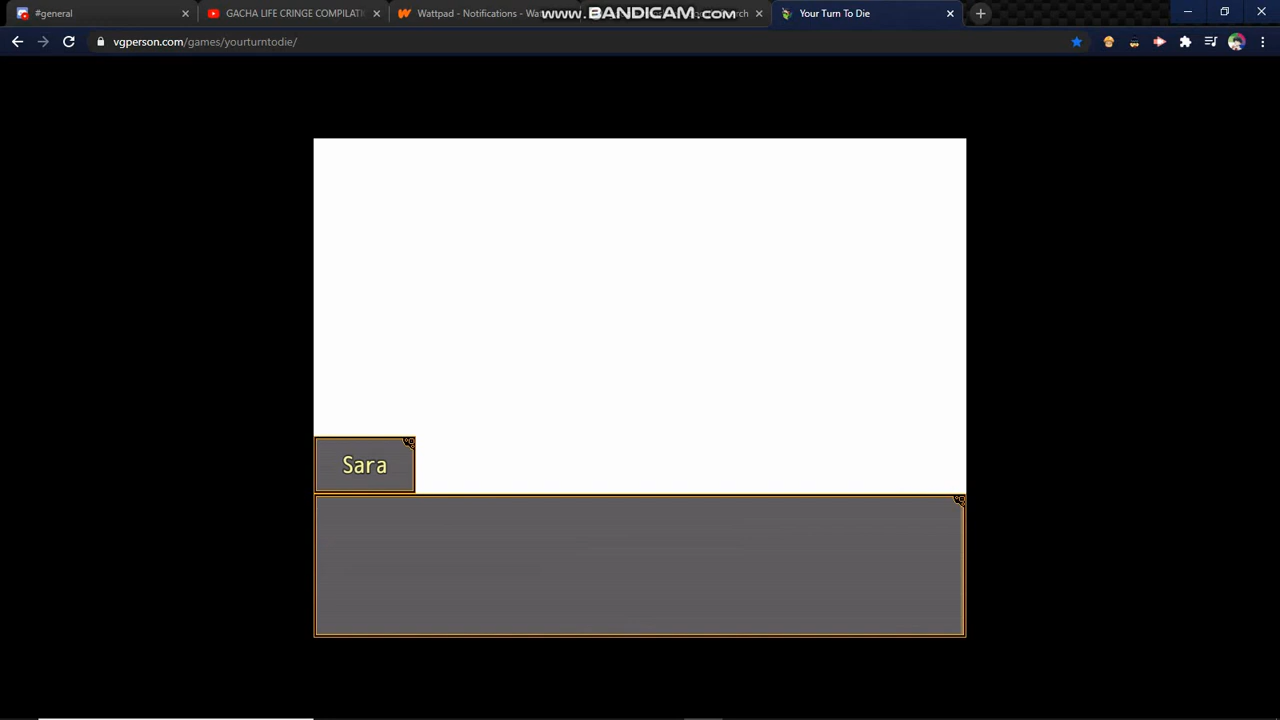 #general
GACHA LIFE CRINGE COMPILATI
Wattpad - Notifications - Wa
www.BANDICAM.com
rch
Your Turn To Die
vgperson.com/games/yourturntodie/
Sara